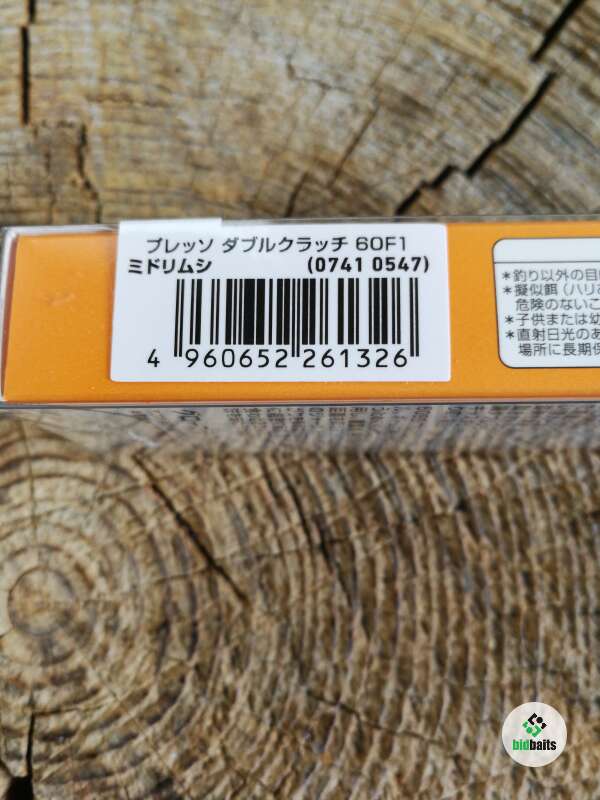 プレッソ ダブルクラッチ 60F1
ミドリムシ (0741 0547)
4 960652 261326
*釣り以外の目
*擬似餌(ハリ
危険のないこ
*子供または幼
*直射日光のあ
場所に長期
bidbaits